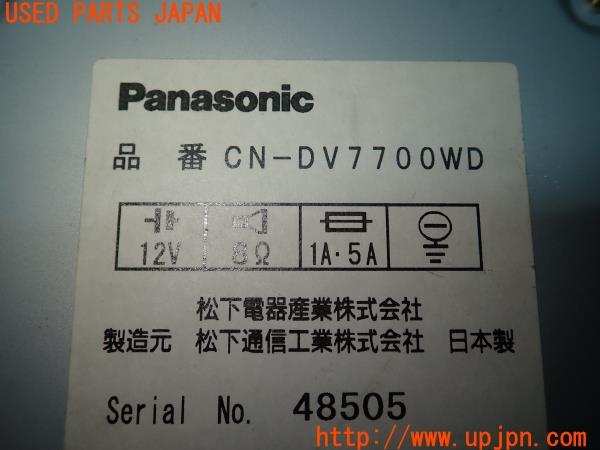 USED PARTS JAPAN
Panasonic
品 番 CN-DV7700WD
12V 8Ω 1A・5A
松下電器産業株式会社
製造元 松下通信工業株式会社 日本製
Serial No. 48505
http://www.upjpn.com/